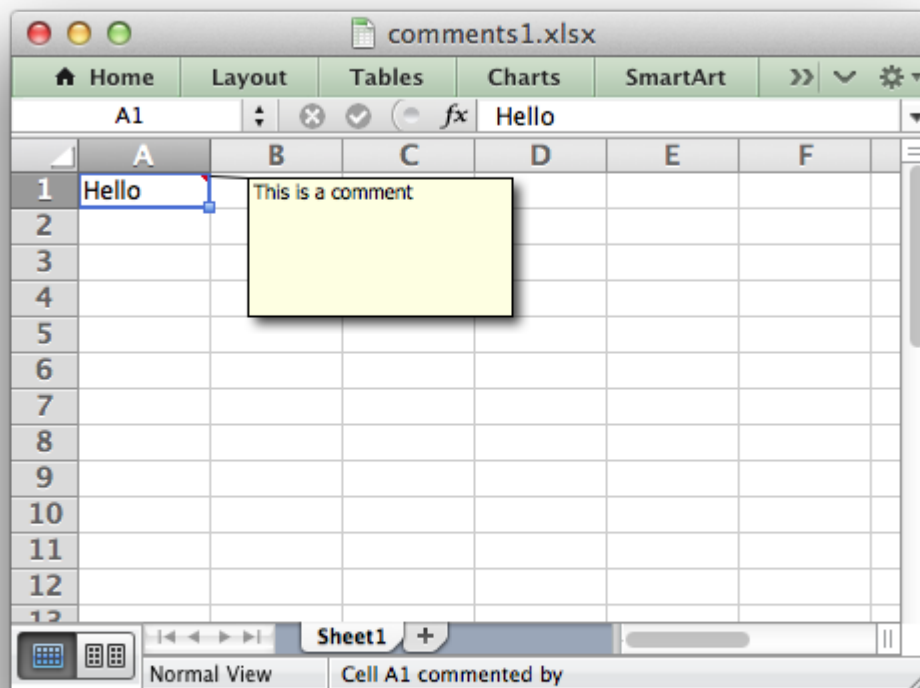 comments1.xlsx
Home Layout Tables Charts SmartArt
A1 fx Hello
A B C D E F
1 Hello This is a comment
2
3
4
5
6
7
8
9
10
11
12
13
Sheet1 +
Normal View Cell A1 commented by